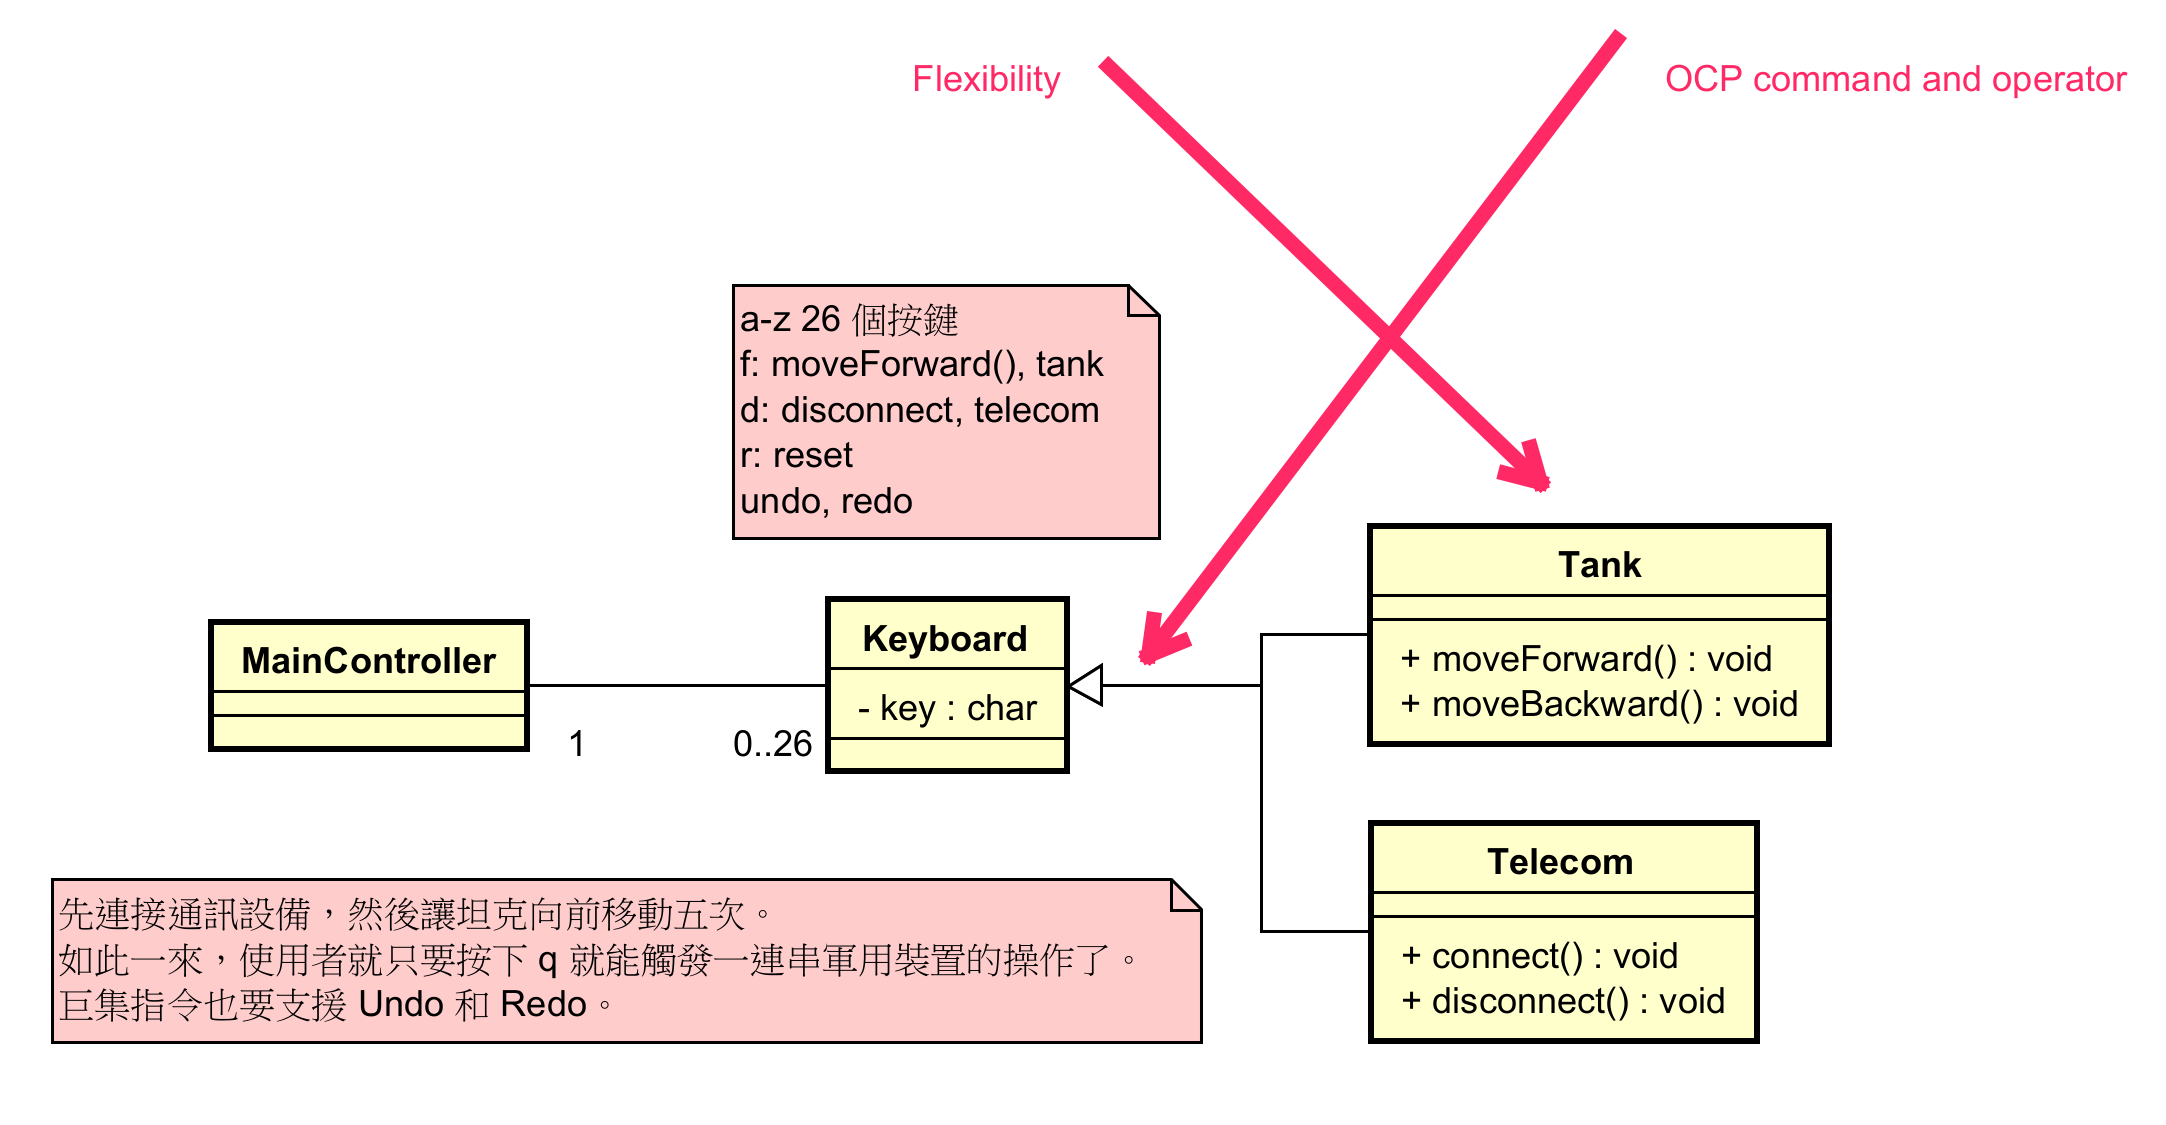 Flexibility
OCP command and operator
a-z 26 個按鍵
f: moveForward(), tank
d: disconnect, telecom
r: reset
undo, redo
Tank
+ moveForward() : void
+ moveBackward() : void
MainController
Keyboard
- key : char
1
0..26
Telecom
+ connect() : void
+ disconnect() : void
先連接通訊設備，然後讓坦克向前移動五次。
如此一來，使用者就只要按下 q 就能觸發一連串軍用裝置的操作了。
巨集指令也要支援 Undo 和 Redo。